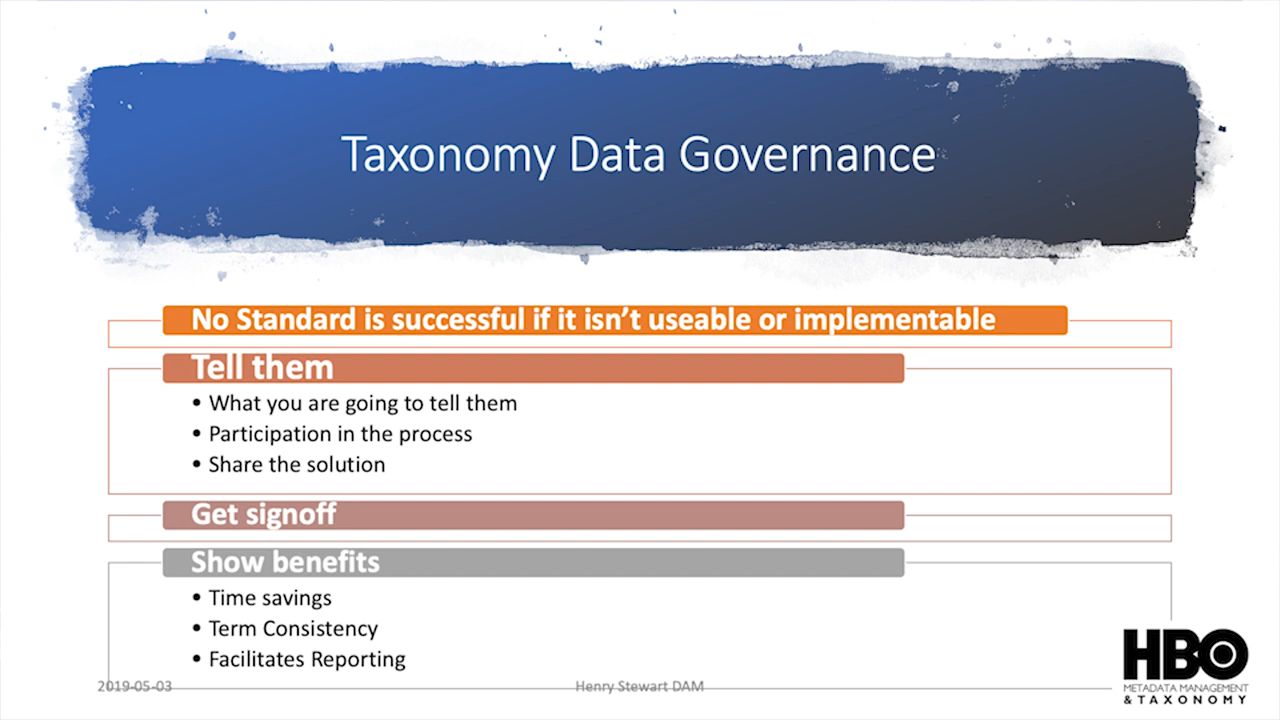 Taxonomy Data Governance
No Standard is successful if it isn’t useable or implementable
Tell them
• What you are going to tell them
• Participation in the process
• Share the solution
Get signoff
Show benefits
• Time savings
• Term Consistency
• Facilitates Reporting
2019-05-03
Henry Stewart DAM
HBO
METADATA MANAGEMENT
& TAXONOMY